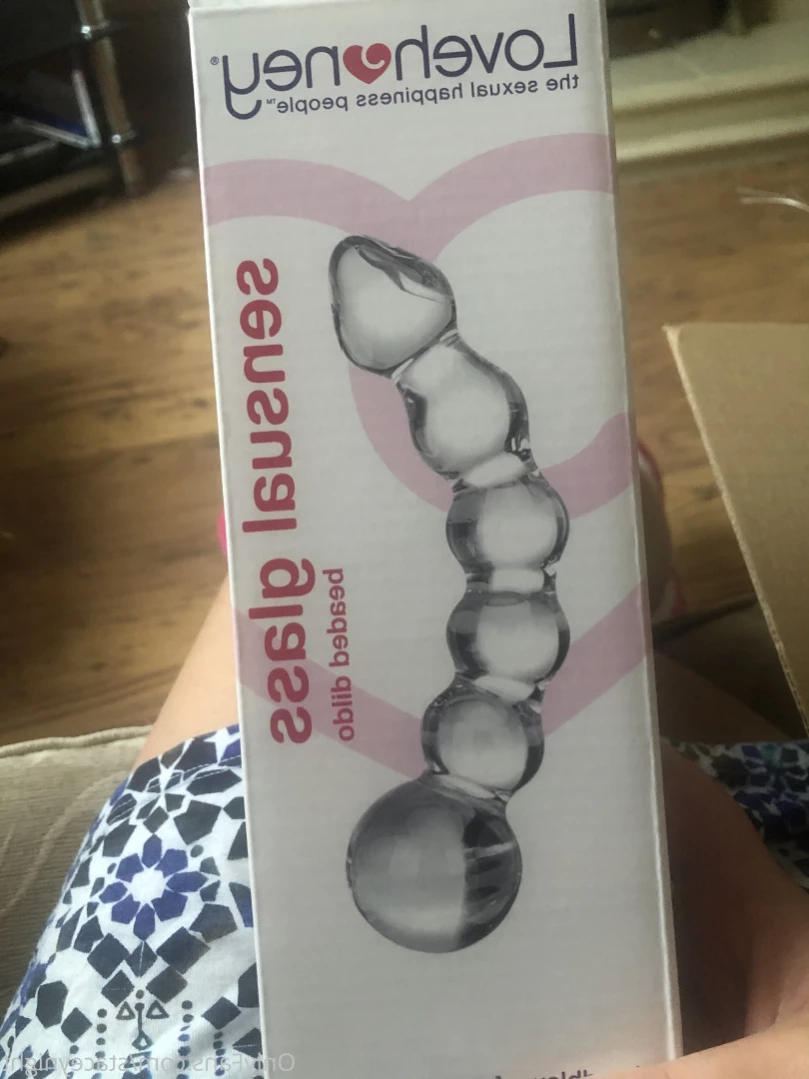 Lovehoney®
the sexual happiness people™
sensual glass
beaded dildo